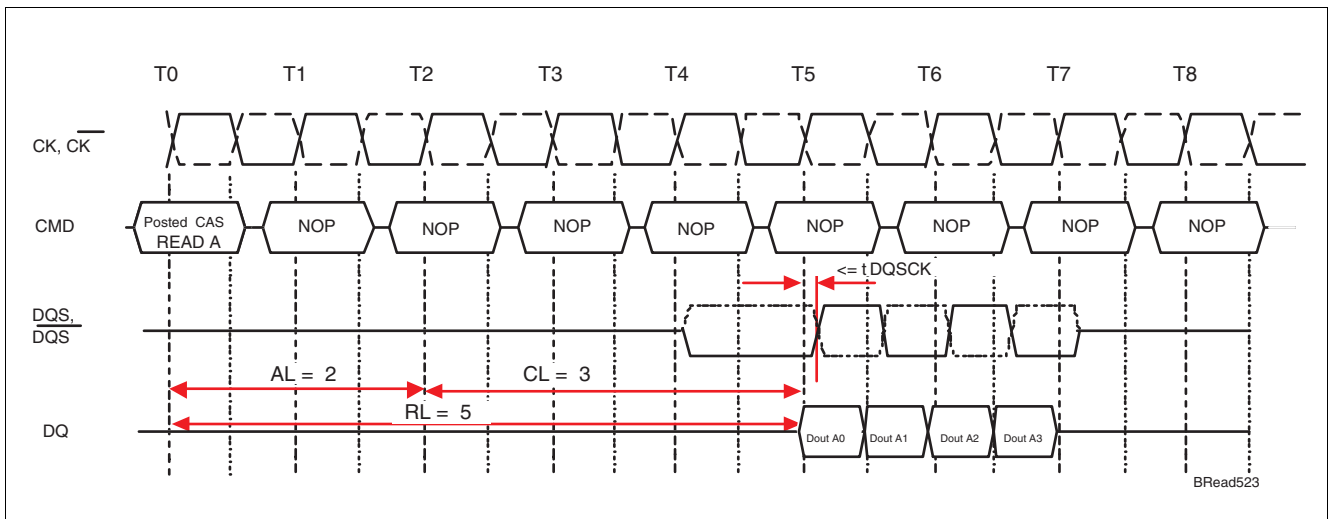 T0 T1 T2 T3 T4 T5 T6 T7 T8
CK, CK
CMD
Posted CAS
READ A
NOP NOP NOP NOP NOP NOP NOP NOP
<= t DQSCK
DQS,
DQS
AL = 2 CL = 3
RL = 5
DQ
Dout A0 Dout A1 Dout A2 Dout A3
BRead523